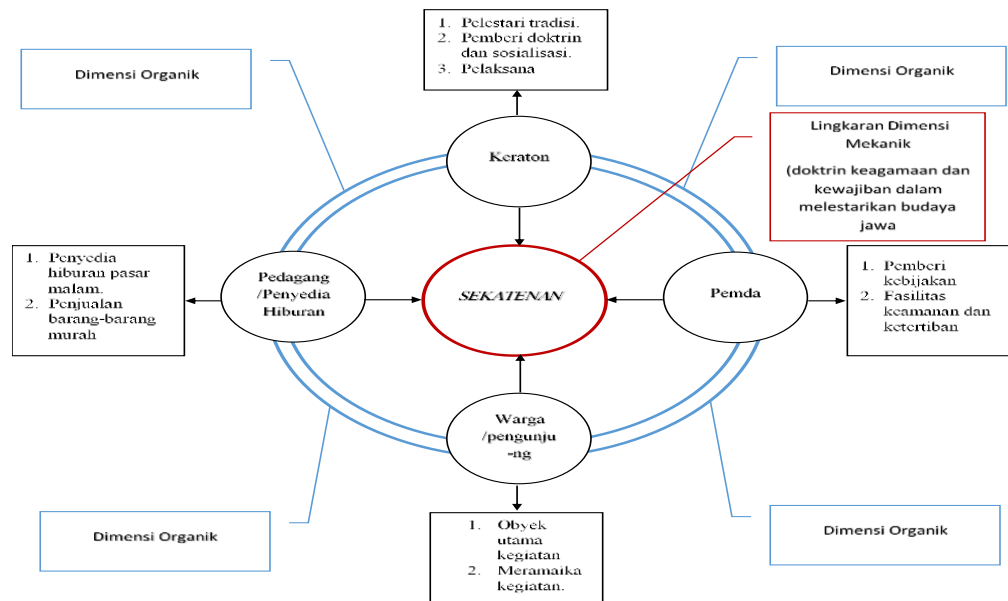 1. Pelestari tradisi.
2. Pemberi doktrin
dan sosialisasi.
3. Pelaksana
Dimensi Organik
Dimensi Organik
Lingkaran Dimensi
Mekanik
(doktrin keagamaan dan
kewajiban dalam
melestarikan budaya
jawa
Keraton
1. Penyedia
hiburan pasar
malam.
2. Penjualan
barang-barang
murah
Pedagang
/Penyedia
Hiburan
SEKATENAN
Pemda
1. Pemberi
kebijakan
2. Fasilitas
keamanan dan
ketertiban
Warga
/pengunju
-ng
Dimensi Organik
1. Obyek
utama
kegiatan
2. Meramaika
kegiatan.
Dimensi Organik